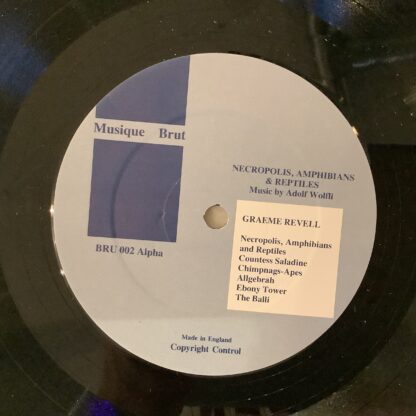 Musique Brut
BRU 002 Alpha
NECROPOLIS, AMPHIBIANS
& REPTILES
Music by Adolf Wolfli
GRAEME REVELL
Necropolis, Amphibians
and Reptiles
Countess Saladine
Chimpnags-Apes
Allgebrah
Ebony Tower
The Balli
Made in England
Copyright Control